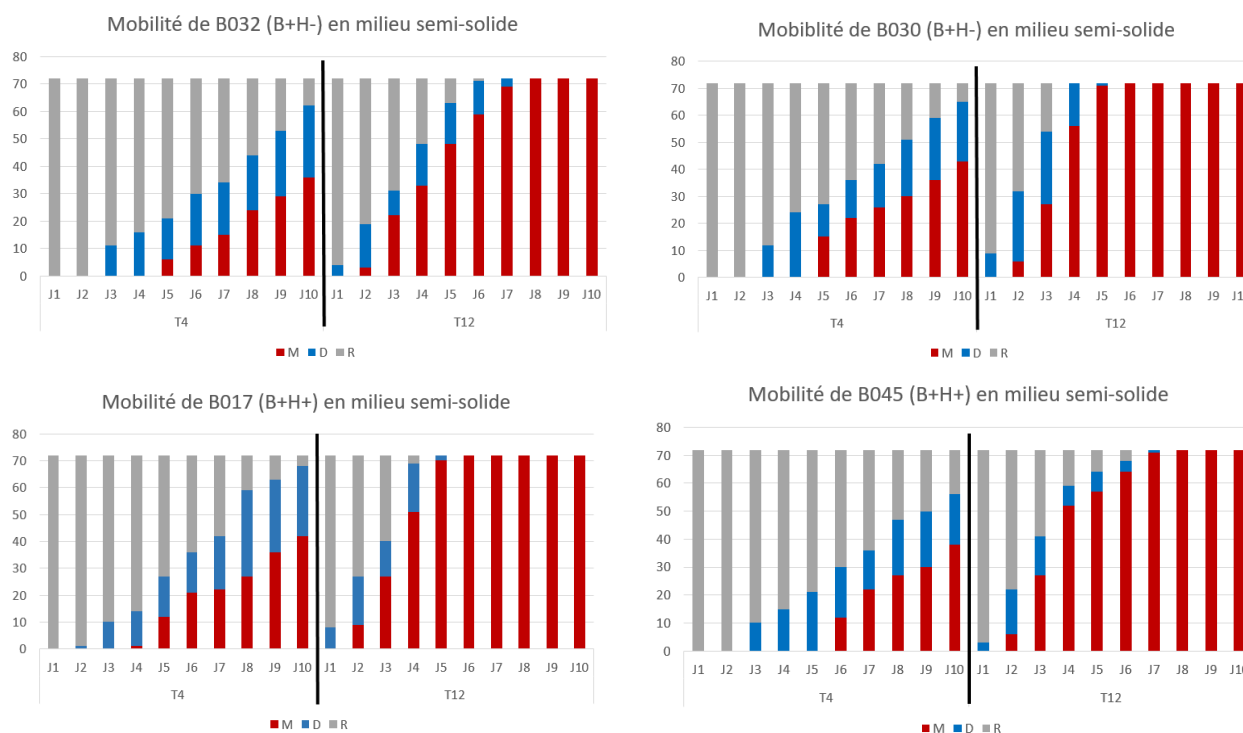 Mobilité de B032 (B+H-) en milieu semi-solide
80
70
60
50
40
30
20
10
0
J1 J2 J3 J4 J5 J6 J7 J8 J9 J10 J1 J2 J3 J4 J5 J6 J7 J8 J9 J10
T4 T12
M D R
Mobiblité de B030 (B+H-) en milieu semi-solide
80
70
60
50
40
30
20
10
0
J1 J2 J3 J4 J5 J6 J7 J8 J9 J10 J1 J2 J3 J4 J5 J6 J7 J8 J9 J1
T4 T12
M D R
Mobilité de B017 (B+H+) en milieu semi-solide
80
70
60
50
40
30
20
10
0
J1 J2 J3 J4 J5 J6 J7 J8 J9 J10 J1 J2 J3 J4 J5 J6 J7 J8 J9 J10
T4 T12
M D R
Mobilité de B045 (B+H+) en milieu semi-solide
80
70
60
50
40
30
20
10
0
J1 J2 J3 J4 J5 J6 J7 J8 J9 J10 J1 J2 J3 J4 J5 J6 J7 J8 J9 J10
T4 T12
M D R